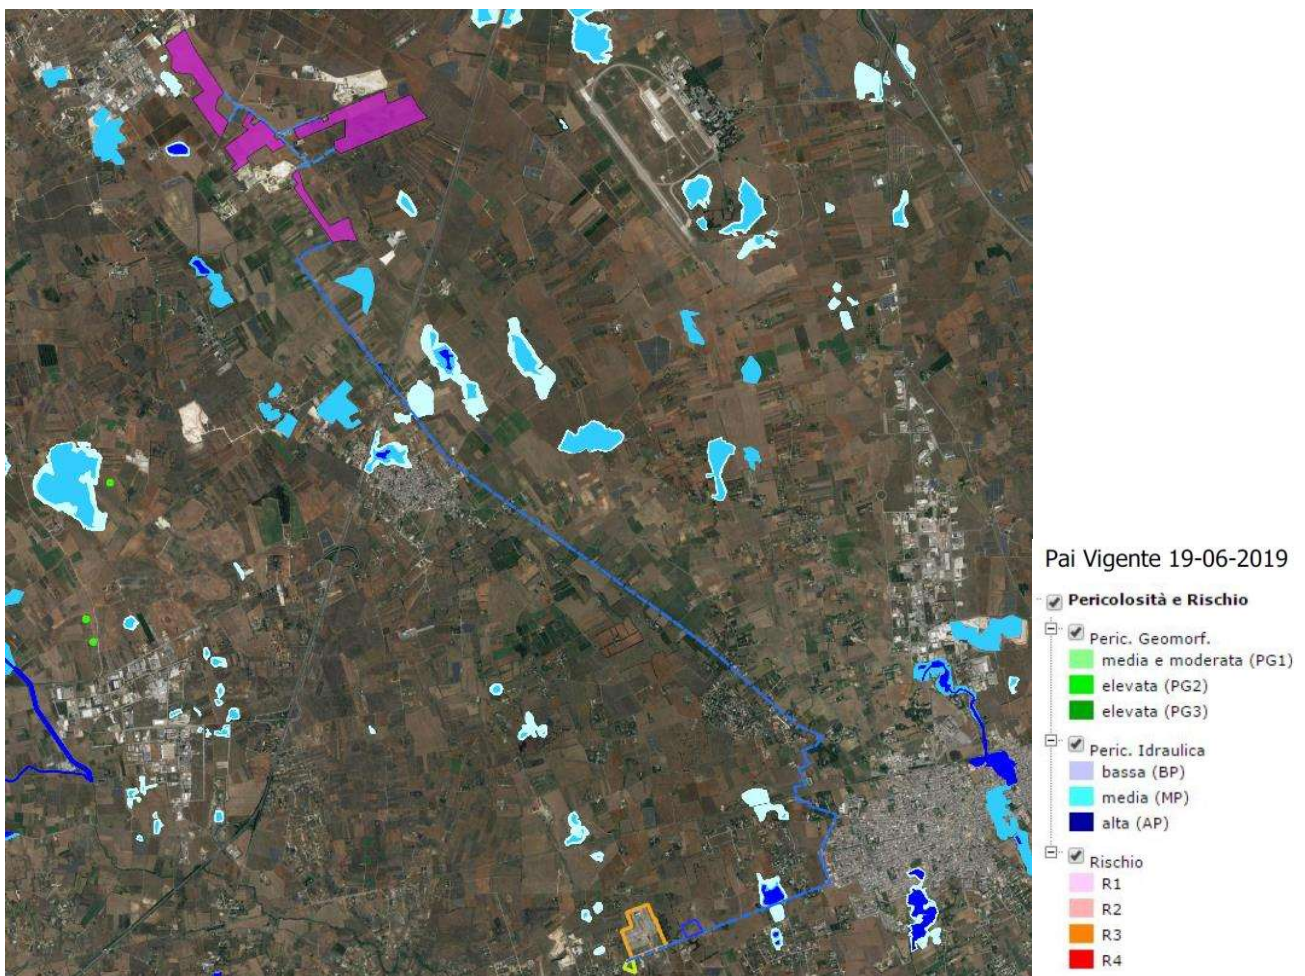 Pai Vigente 19-06-2019
Pericolosità e Rischio
Peric. Geomorf.
media e moderata (PG1)
elevata (PG2)
elevata (PG3)
Peric. Idraulica
bassa (BP)
media (MP)
alta (AP)
Rischio
R1
R2
R3
R4